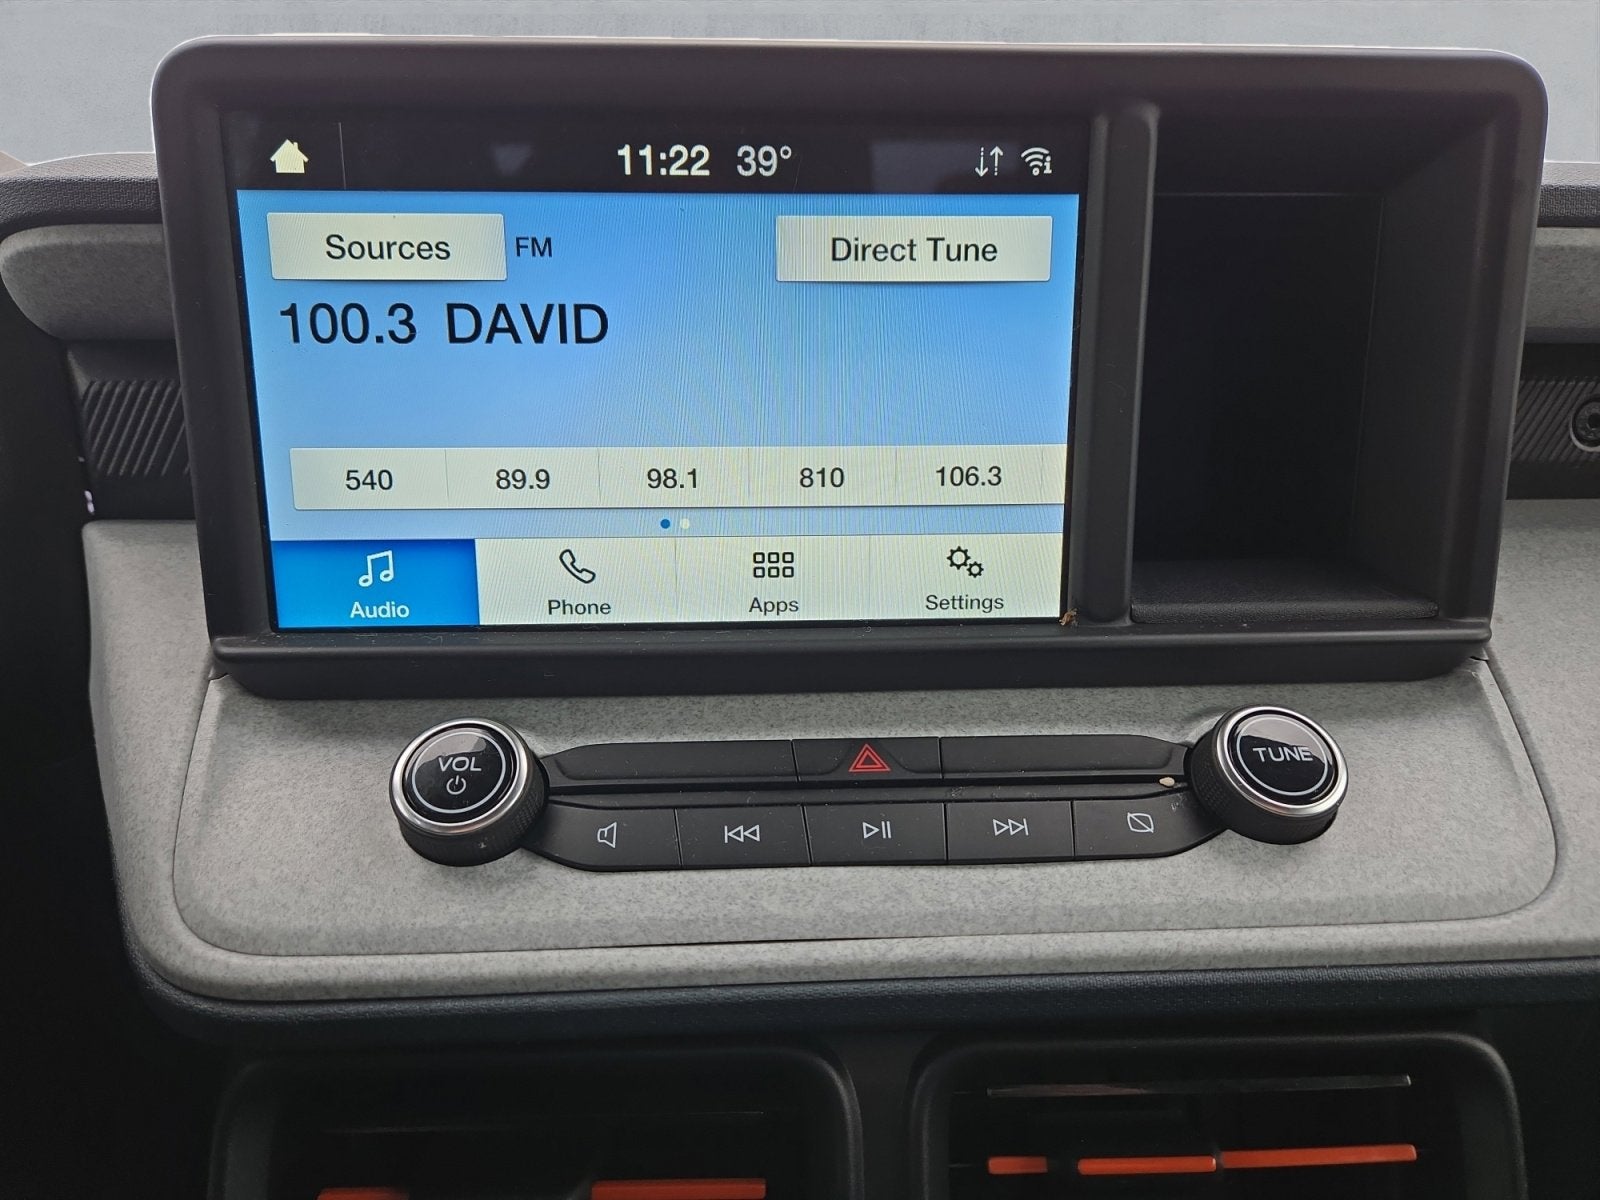 11:22 39°
Sources FM Direct Tune
100.3 DAVID
540 89.9 98.1 810 106.3
Audio Phone Apps Settings
VOL TUNE